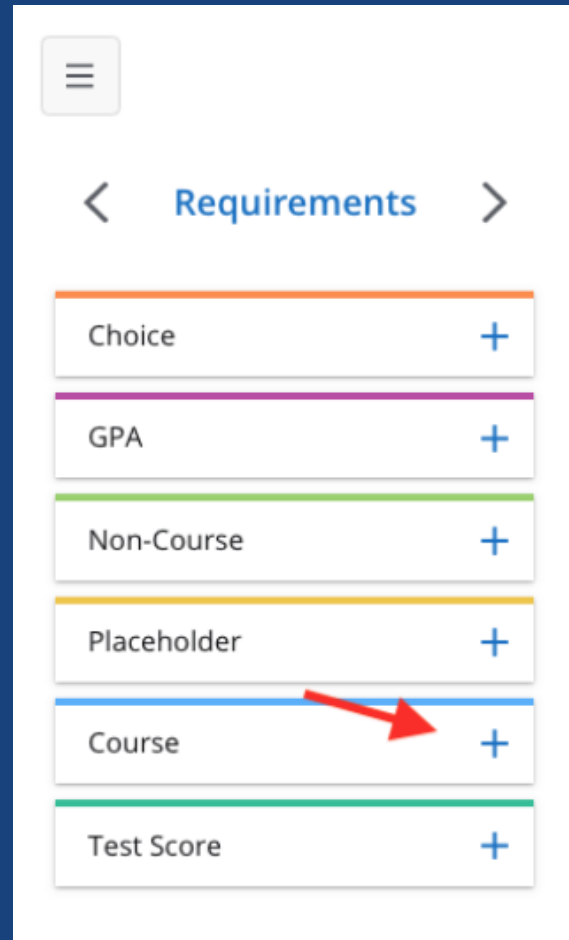 Requirements
Choice
GPA
Non-Course
Placeholder
Course
Test Score